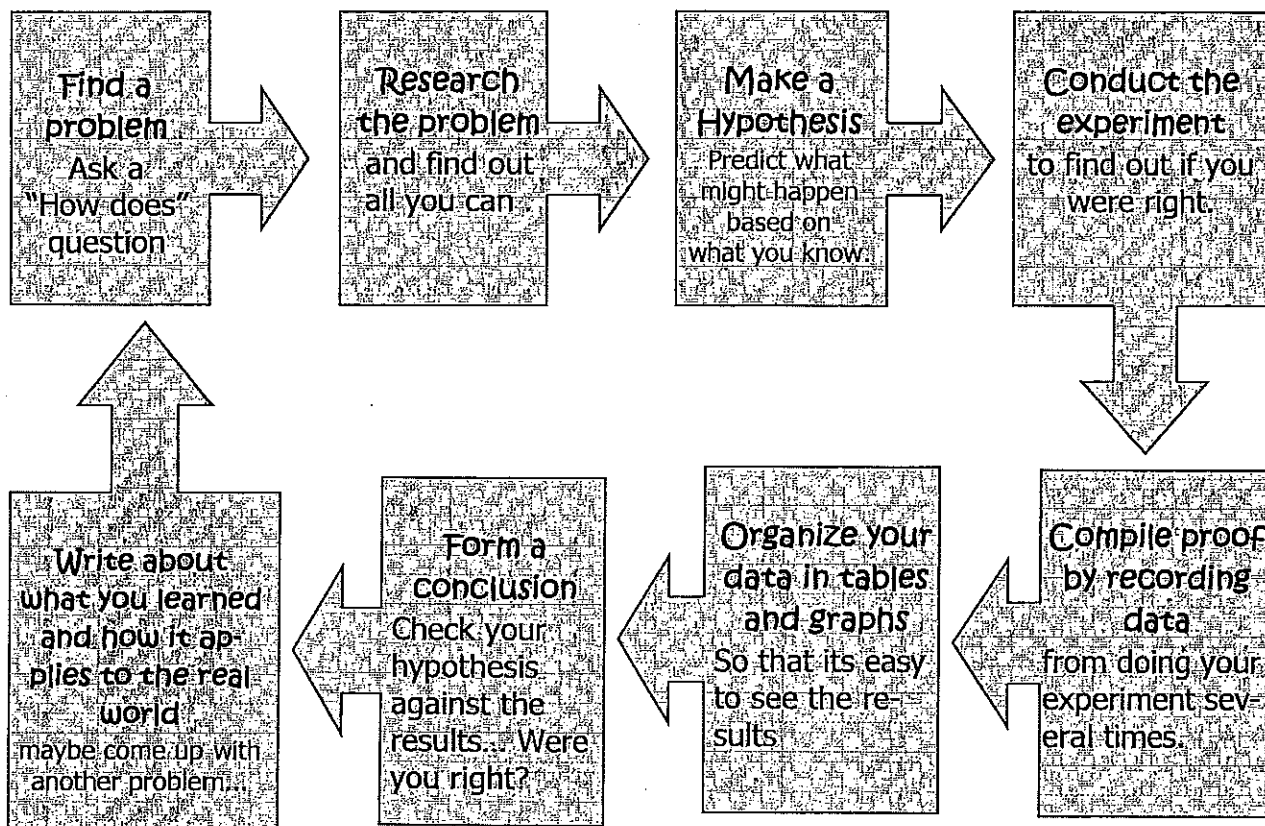 Find a
problem
Ask a
"How does"
question
Research
the problem
and find out
all you can
Make a
Hypothesis
Predict what
might happen
based on
what you know.
Conduct the
experiment
to find out if you
were right.
Compile proof
by recording
data
from doing your
experiment sev-
eral times.
Organize your
data in tables
and graphs
So that its easy
to see the re-
sults
Form a
conclusion
Check your
hypothesis
against the
results... Were
you right?
Write about
what you learned
and how it ap-
plies to the real
world
maybe come up with
another problem...